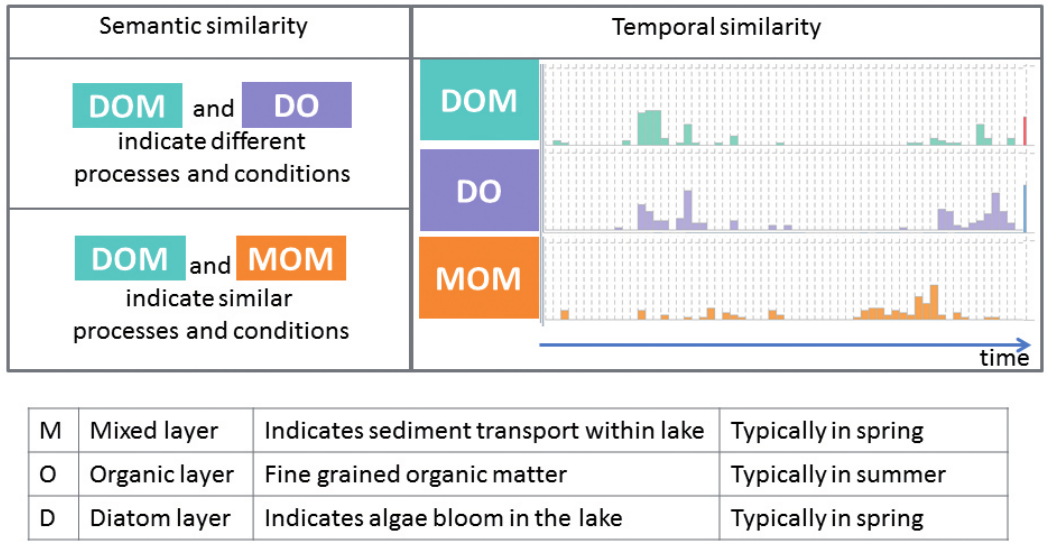 Semantic similarity
Temporal similarity
DOM and DO
indicate different
processes and conditions
DOM and MOM
indicate similar
processes and conditions
DOM
DO
MOM
time
M Mixed layer Indicates sediment transport within lake Typically in spring
O Organic layer Fine grained organic matter Typically in summer
D Diatom layer Indicates algae bloom in the lake Typically in spring